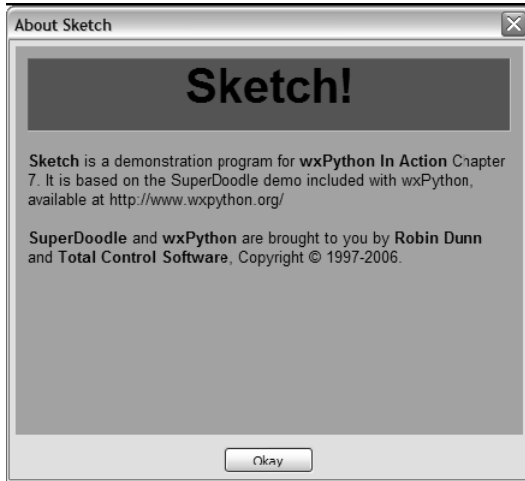 About Sketch
Sketch!
Sketch is a demonstration program for wxPython In Action Chapter
7. It is based on the SuperDoodle demo included with wxPython,
available at http://www.wxpython.org/
SuperDoodle and wxPython are brought to you by Robin Dunn
and Total Control Software, Copyright © 1997-2006.
Okay